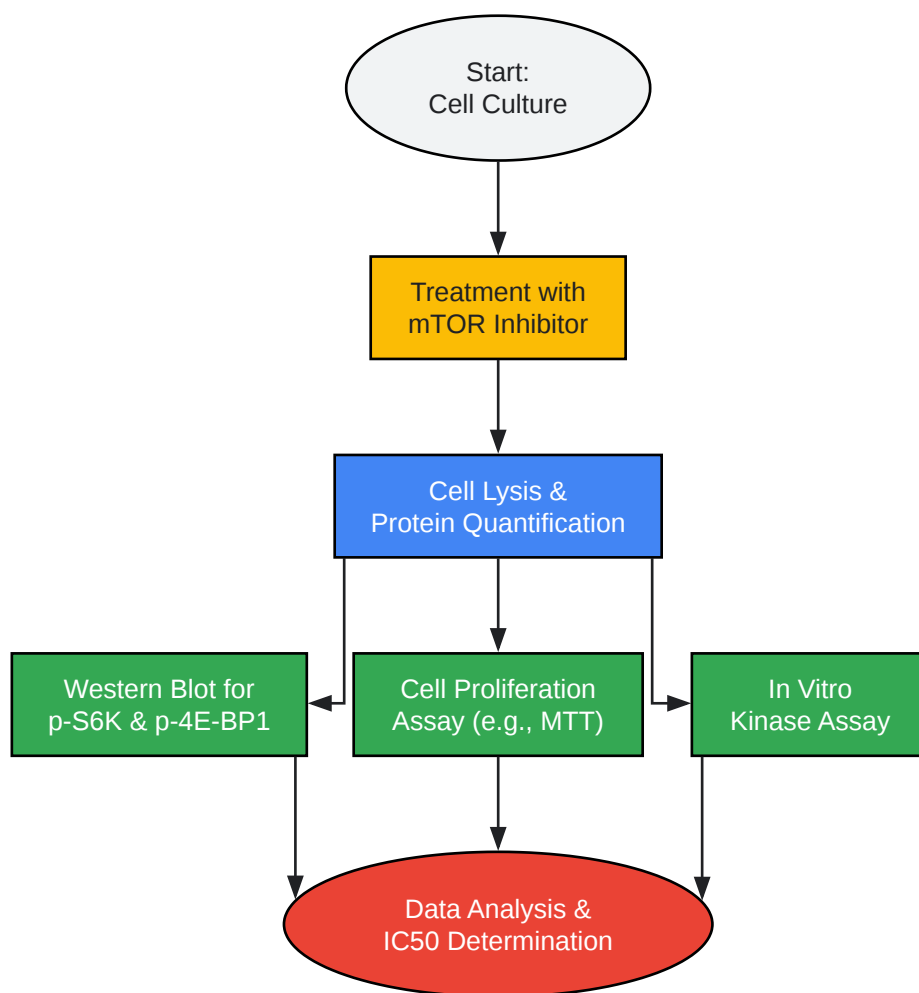 Start:
Cell Culture
Treatment with
mTOR Inhibitor
Cell Lysis &
Protein Quantification
Western Blot for
p-S6K & p-4E-BP1
Cell Proliferation
Assay (e.g., MTT)
In Vitro
Kinase Assay
Data Analysis &
IC50 Determination